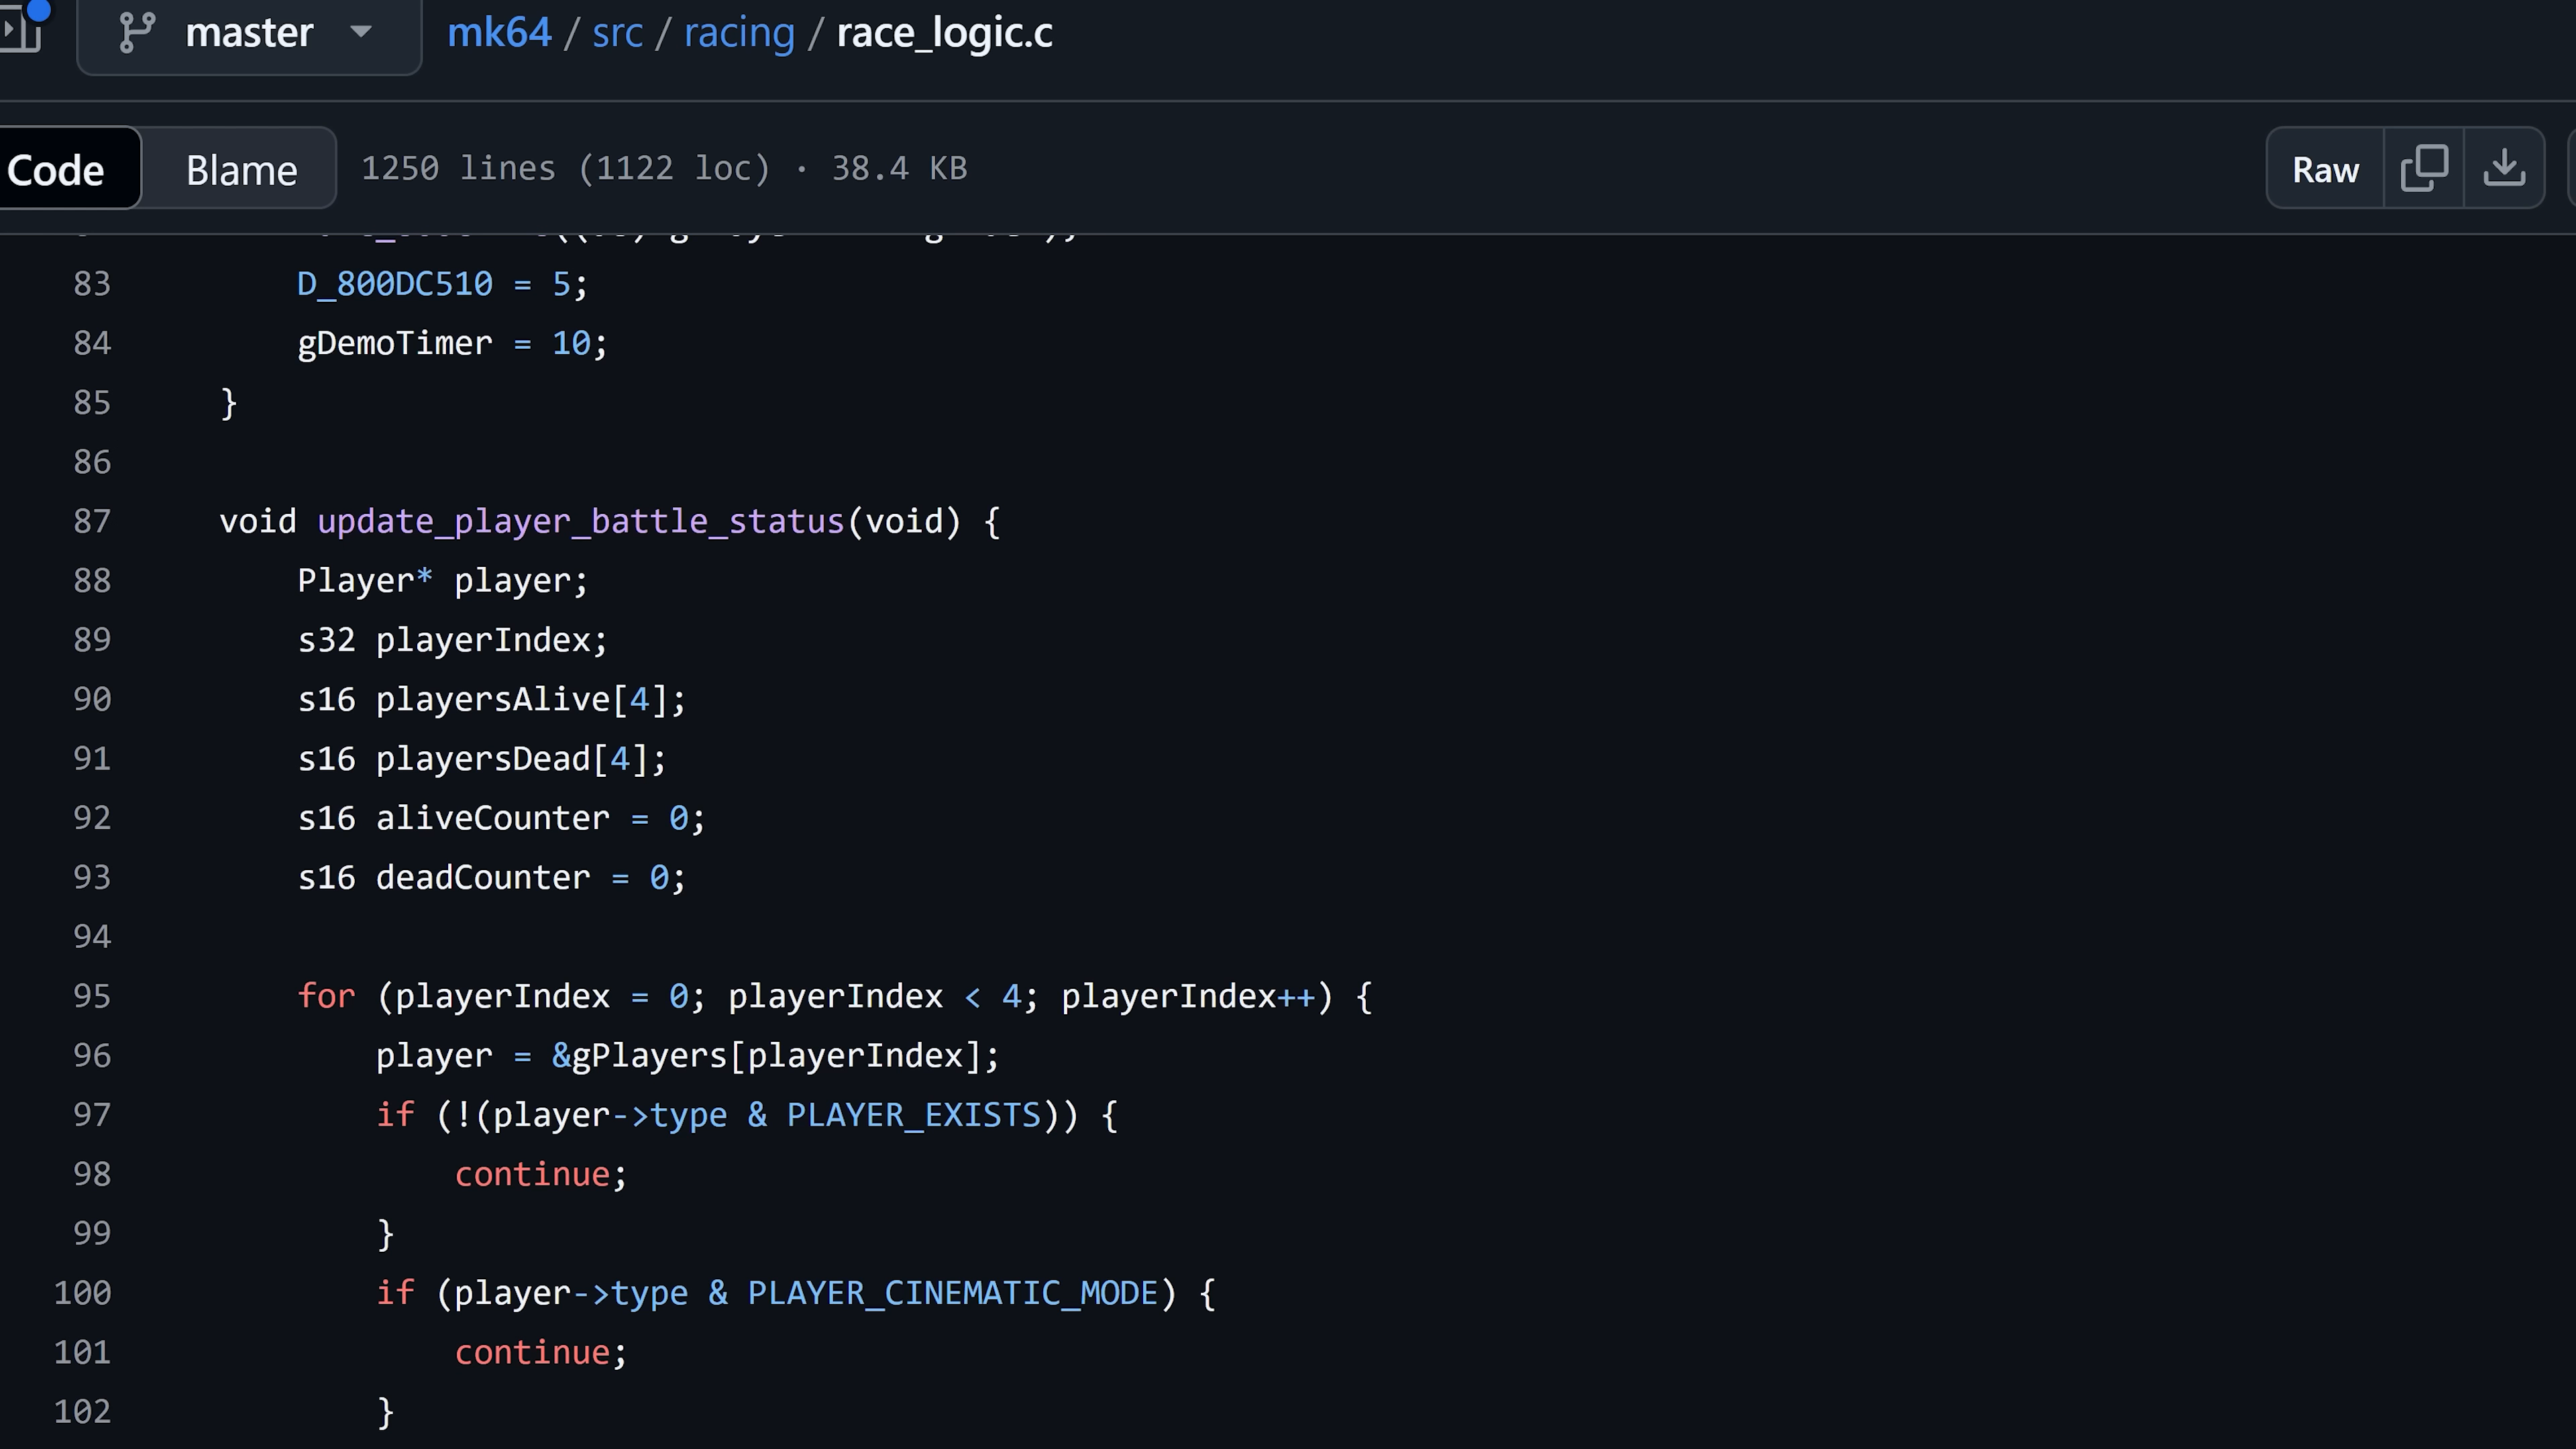 master mk64 / src / racing / race_logic.c
Code Blame 1250 lines (1122 loc) · 38.4 KB Raw
83 D_800DC510 = 5;
84 gDemoTimer = 10;
85 }
86
87 void update_player_battle_status(void) {
88 Player* player;
89 s32 playerIndex;
90 s16 playersAlive[4];
91 s16 playersDead[4];
92 s16 aliveCounter = 0;
93 s16 deadCounter = 0;
94
95 for (playerIndex = 0; playerIndex < 4; playerIndex++) {
96 player = &gPlayers[playerIndex];
97 if (!(player->type & PLAYER_EXISTS)) {
98 continue;
99 }
100 if (player->type & PLAYER_CINEMATIC_MODE) {
101 continue;
102 }